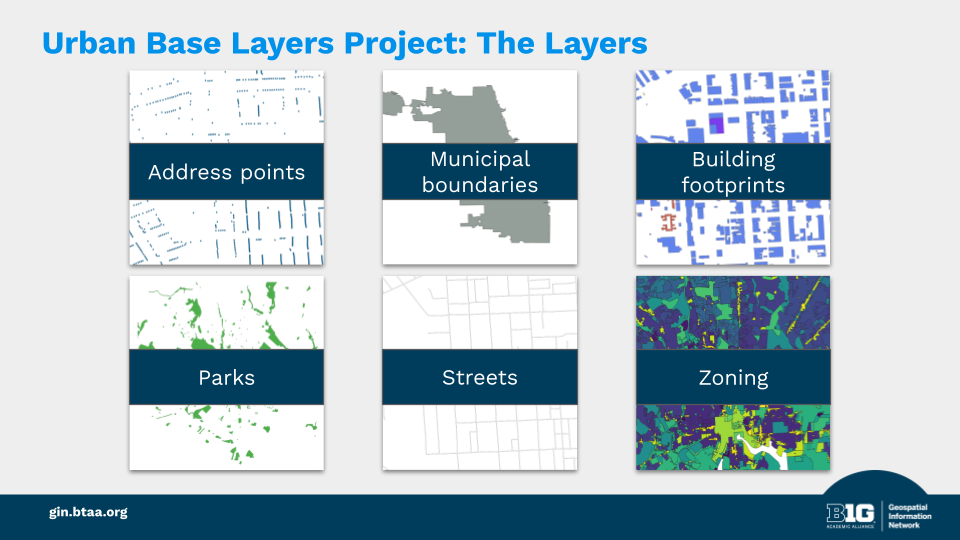 Urban Base Layers Project: The Layers
Address points
Municipal
boundaries
Building
footprints
Parks
Streets
Zoning
gin.btaa.org
BIG
ACADEMIC ALLIANCE
Geospatial
Information
Network